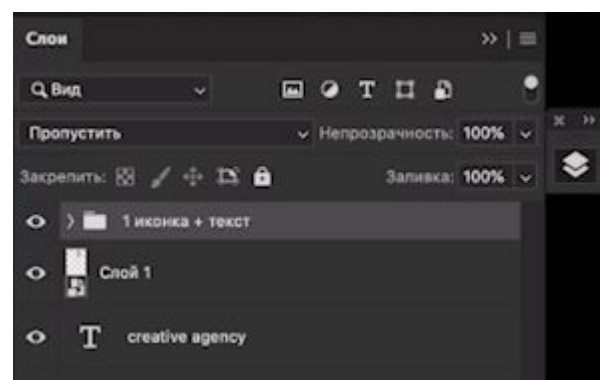 Слои
Вид
Пропустить Непрозрачность: 100%
Закрепить: Заливка: 100%
1 иконка + текст
Слой 1
T creative agency